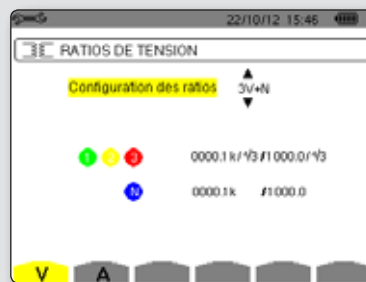 22/10/12 15:46
RATIOS DE TENSION
Configuration des ratios 3V+N
1 2 3 0000.1k/√3 /1000.0/√3
N 0000.1k /1000.0
V A